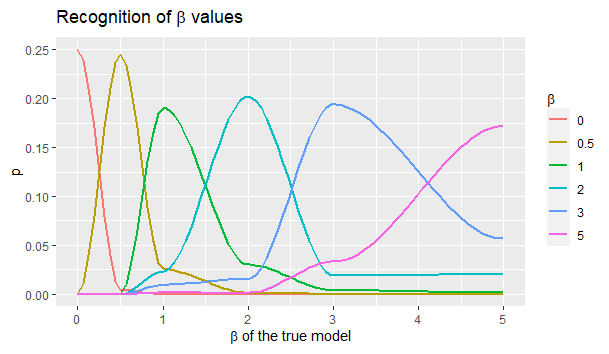 Recognition of β values
0.25
0.20
0.15
0.10
0.05
0.00
p
0 1 2 3 4 5
β of the true model
β
0
0.5
1
2
3
5